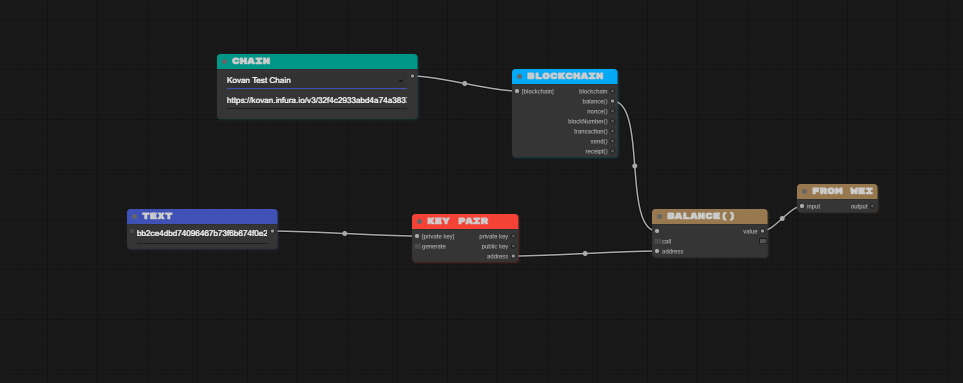 CHAIN
Kovan Test Chain
https://kovan.infura.io/v3/32f4c2933abd4a74a383
BLOCKCHAIN
[blockchain] blockchain
balance()
nonce()
blockNumber()
transaction()
send()
receipt()
TEXT
bb2ce4dbd74096467b73f6b674f0e2
KEY PAIR
[private key] private key
generate public key
address
BALANCE()
value
call
address
FROM WEI
input output